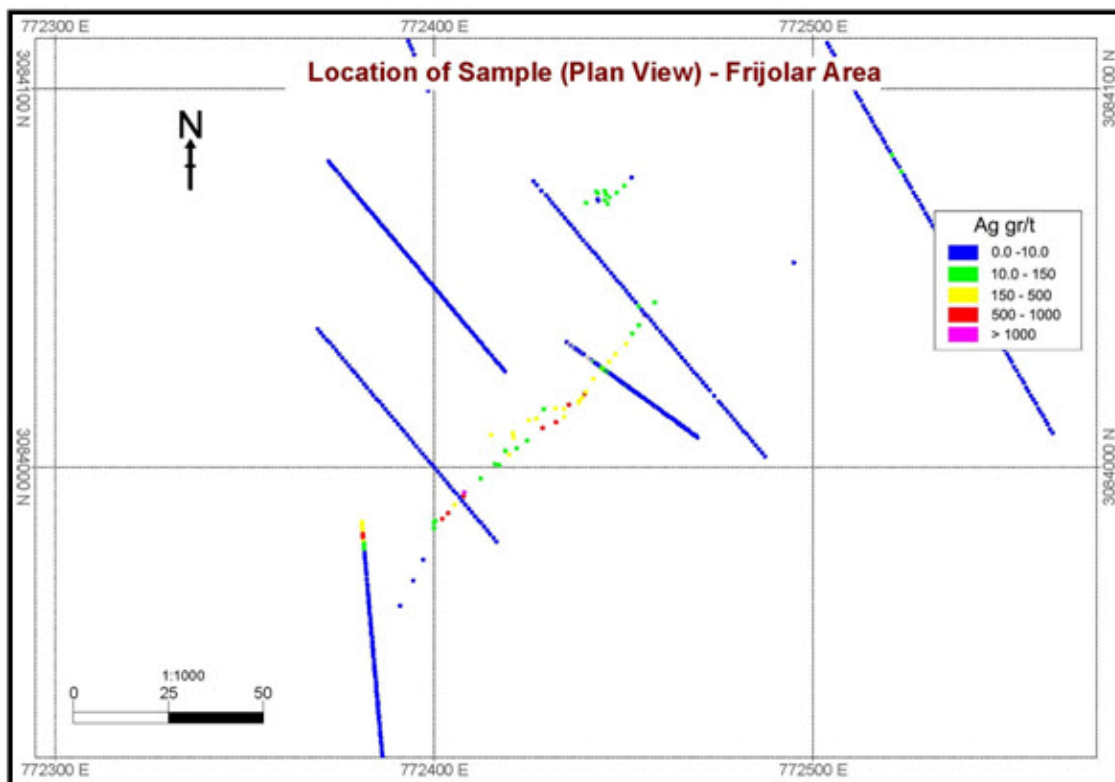 772300 E
772400 E
772500 E
Location of Sample (Plan View) - Frijolar Area
3084100 N
3084100 N
N
Ag gr/t
0.0 -10.0
10.0 - 150
150 - 500
500 - 1000
> 1000
3084000 N
3084000 N
1:1000
0
25
50
772300 E
772400 E
772500 E